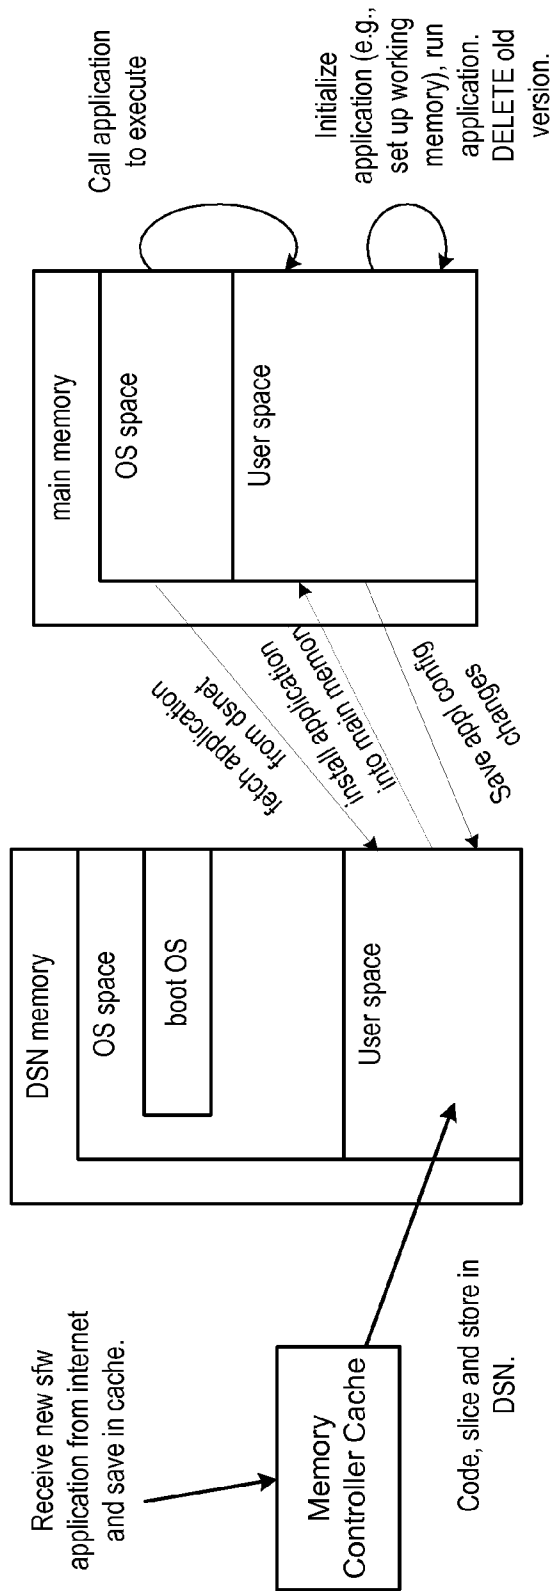 Receive new sfw
application from internet
and save in cache.
Memory
Controller Cache
Code, slice and store in
DSN.
DSN memory
OS space
boot OS
User space
fetch application
from dsnet
install application
into main memory
Save appl config
changes
main memory
OS space
User space
Call application
to execute
Initialize
application (e.g.,
set up working
memory), run
application.
DELETE old
version.